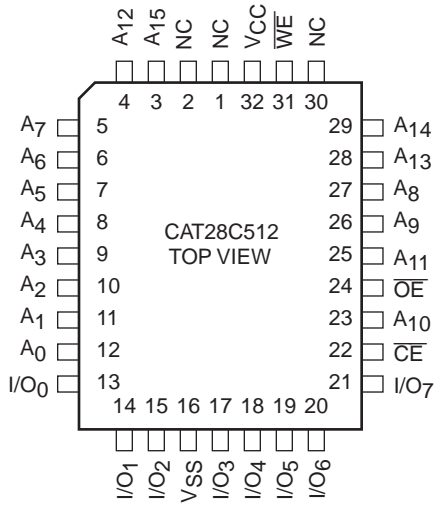 A12 A15 NC NC VCC W̅E̅ NC
4 3 2 1 32 31 30
A7 5 29 A14
A6 6 28 A13
A5 7 27 A8
A4 8 26 A9
CAT28C512
A3 9 25 A11
TOP VIEW
A2 10 24 O̅E̅
A1 11 23 A10
A0 12 22 C̅E̅
I/O0 13 21 I/O7
14 15 16 17 18 19 20
I/O1 I/O2 VSS I/O3 I/O4 I/O5 I/O6